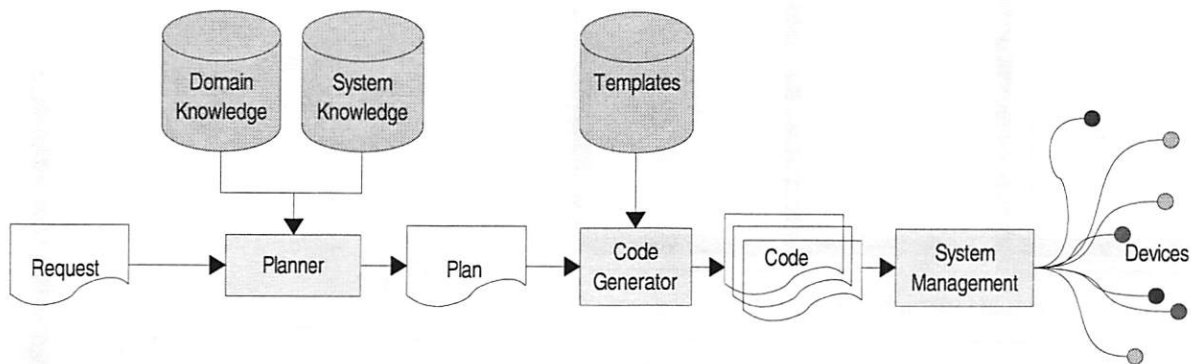 Domain
Knowledge
System
Knowledge
Templates
Request
Planner
Plan
Code
Generator
Code
System
Management
Devices